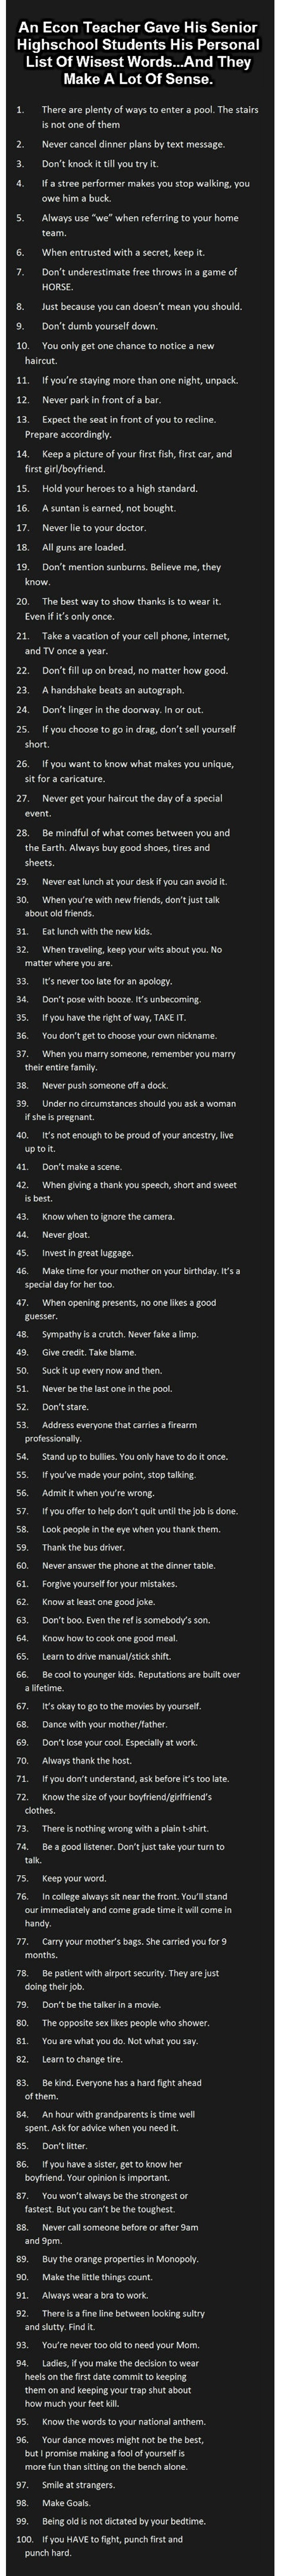 An Econ Teacher Gave His Senior
Highschool Students His Personal
List Of Wisest Words...And They
Make A Lot Of Sense.
1. There are plenty of ways to enter a pool. The stairs
is not one of them
2. Never cancel dinner plans by text message.
3. Don’t knock it till you try it.
4. If a stree performer makes you stop walking, you
owe him a buck.
5. Always use “we” when referring to your home
team.
6. When entrusted with a secret, keep it.
7. Don’t underestimate free throws in a game of
HORSE.
8. Just because you can doesn’t mean you should.
9. Don’t dumb yourself down.
10. You only get one chance to notice a new
haircut.
11. If you’re staying more than one night, unpack.
12. Never park in front of a bar.
13. Expect the seat in front of you to recline.
Prepare accordingly.
14. Keep a picture of your first fish, first car, and
first girl/boyfriend.
15. Hold your heroes to a high standard.
16. A suntan is earned, not bought.
17. Never lie to your doctor.
18. All guns are loaded.
19. Don’t mention sunburns. Believe me, they
know.
20. The best way to show thanks is to wear it.
Even if it’s only once.
21. Take a vacation of your cell phone, internet,
and TV once a year.
22. Don’t fill up on bread, no matter how good.
23. A handshake beats an autograph.
24. Don’t linger in the doorway. In or out.
25. If you choose to go in drag, don’t sell yourself
short.
26. If you want to know what makes you unique,
sit for a caricature.
27. Never get your haircut the day of a special
event.
28. Be mindful of what comes between you and
the Earth. Always buy good shoes, tires and
sheets.
29. Never eat lunch at your desk if you can avoid it.
30. When you’re with new friends, don’t just talk
about old friends.
31. Eat lunch with the new kids.
32. When traveling, keep your wits about you. No
matter where you are.
33. It’s never too late for an apology.
34. Don’t pose with booze. It’s unbecoming.
35. If you have the right of way, TAKE IT.
36. You don’t get to choose your own nickname.
37. When you marry someone, remember you marry
their entire family.
38. Never push someone off a dock.
39. Under no circumstances should you ask a woman
if she is pregnant.
40. It’s not enough to be proud of your ancestry, live
up to it.
41. Don’t make a scene.
42. When giving a thank you speech, short and sweet
is best.
43. Know when to ignore the camera.
44. Never gloat.
45. Invest in great luggage.
46. Make time for your mother on your birthday. It’s a
special day for her too.
47. When opening presents, no one likes a good
guesser.
48. Sympathy is a crutch. Never fake a limp.
49. Give credit. Take blame.
50. Suck it up every now and then.
51. Never be the last one in the pool.
52. Don’t stare.
53. Address everyone that carries a firearm
professionally.
54. Stand up to bullies. You only have to do it once.
55. If you’ve made your point, stop talking.
56. Admit it when you’re wrong.
57. If you offer to help don’t quit until the job is done.
58. Look people in the eye when you thank them.
59. Thank the bus driver.
60. Never answer the phone at the dinner table.
61. Forgive yourself for your mistakes.
62. Know at least one good joke.
63. Don’t boo. Even the ref is somebody’s son.
64. Know how to cook one good meal.
65. Learn to drive manual/stick shift.
66. Be cool to younger kids. Reputations are built over
a lifetime.
67. It’s okay to go to the movies by yourself.
68. Dance with your mother/father.
69. Don’t lose your cool. Especially at work.
70. Always thank the host.
71. If you don’t understand, ask before it’s too late.
72. Know the size of your boyfriend/girlfriend’s
clothes.
73. There is nothing wrong with a plain t-shirt.
74. Be a good listener. Don’t just take your turn to
talk.
75. Keep your word.
76. In college always sit near the front. You’ll stand
our immediately and come grade time it will come in
handy.
77. Carry your mother’s bags. She carried you for 9
months.
78. Be patient with airport security. They are just
doing their job.
79. Don’t be the talker in a movie.
80. The opposite sex likes people who shower.
81. You are what you do. Not what you say.
82. Learn to change tire.
83. Be kind. Everyone has a hard fight ahead
of them.
84. An hour with grandparents is time well
spent. Ask for advice when you need it.
85. Don’t litter.
86. If you have a sister, get to know her
boyfriend. Your opinion is important.
87. You won’t always be the strongest or
fastest. But you can’t be the toughest.
88. Never call someone before or after 9am
and 9pm.
89. Buy the orange properties in Monopoly.
90. Make the little things count.
91. Always wear a bra to work.
92. There is a fine line between looking sultry
and slutty. Find it.
93. You’re never too old to need your Mom.
94. Ladies, if you make the decision to wear
heels on the first date commit to keeping
them on and keeping your trap shut about
how much your feet kill.
95. Know the words to your national anthem.
96. Your dance moves might not be the best,
but I promise making a fool of yourself is
more fun than sitting on the bench alone.
97. Smile at strangers.
98. Make Goals.
99. Being old is not dictated by your bedtime.
100. If you HAVE to fight, punch first and
punch hard.